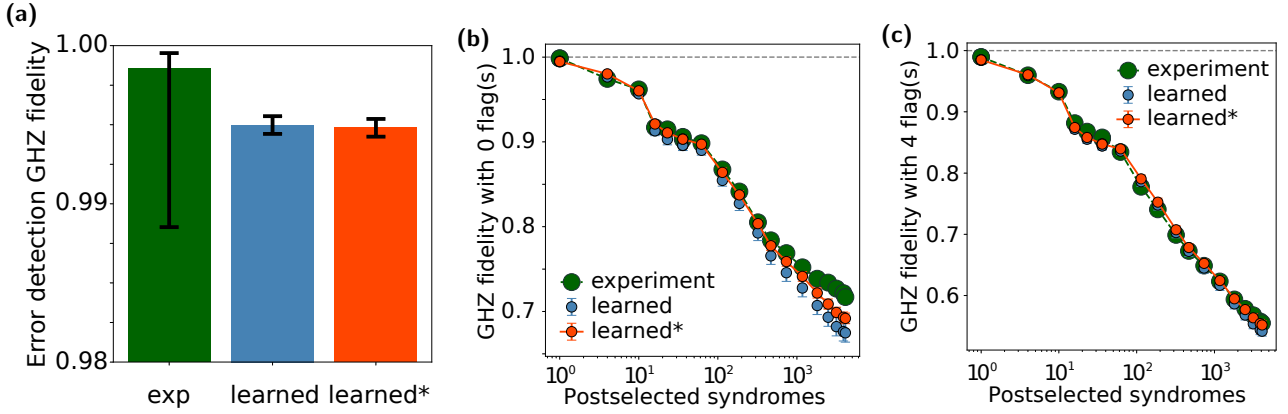 (a)
Error detection GHZ fidelity
1.00
0.99
0.98
exp
learned
learned*
(b)
GHZ fidelity with 0 flag(s)
1.0
0.9
0.8
0.7
experiment
learned
learned*
10⁰
10¹
10²
10³
Postselected syndromes
(c)
GHZ fidelity with 4 flag(s)
1.0
0.9
0.8
0.7
0.6
experiment
learned
learned*
10⁰
10¹
10²
10³
Postselected syndromes